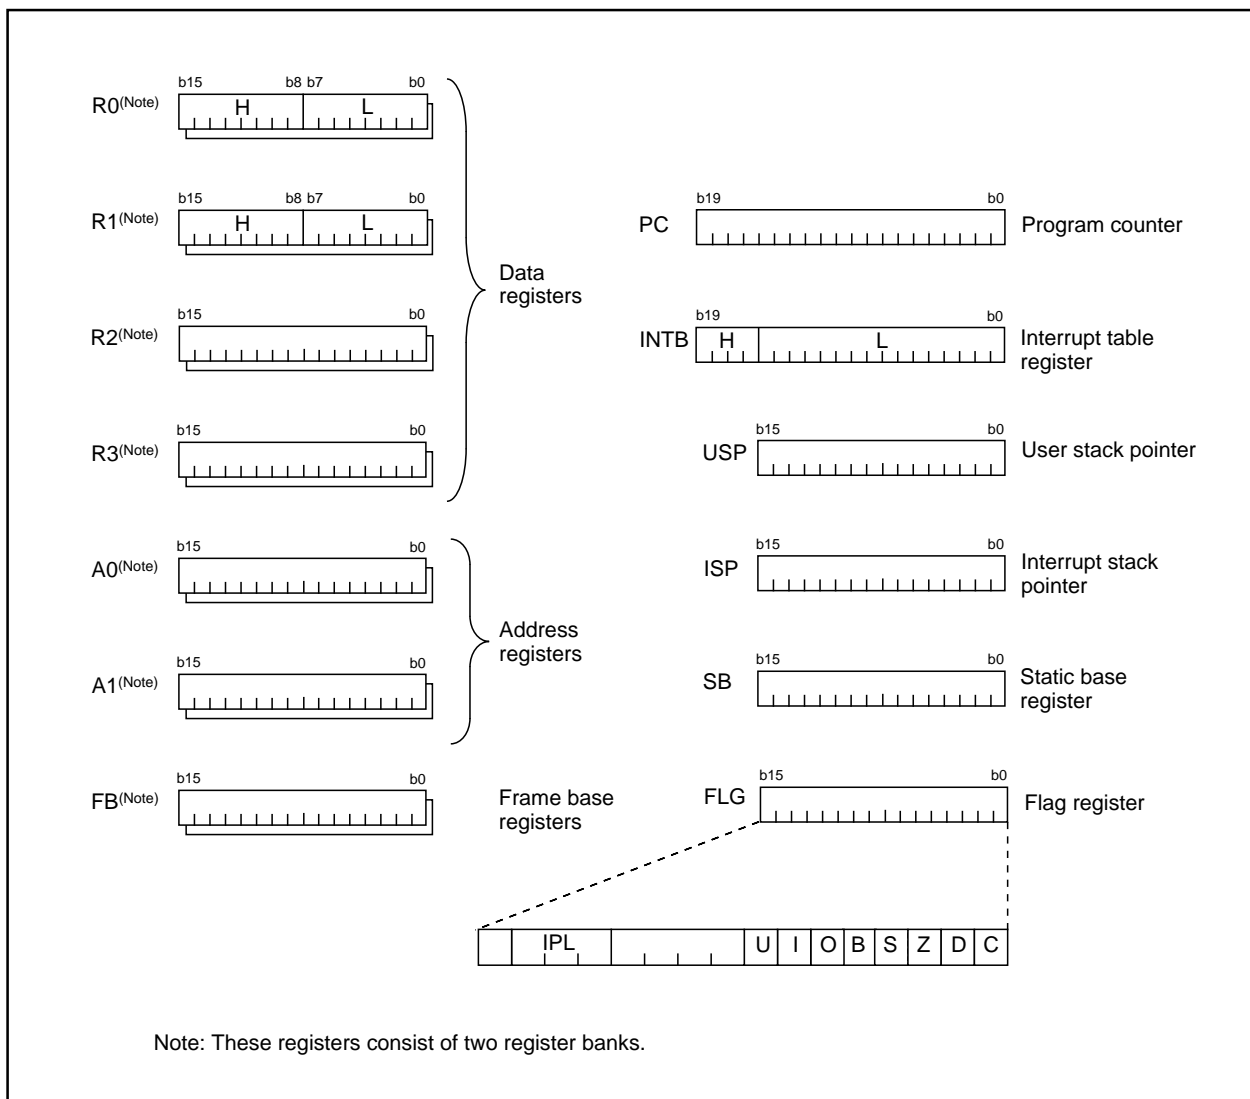 b15 b8 b7 b0
R0(Note) H L
b15 b8 b7 b0
R1(Note) H L
b15 b0
R2(Note)
b15 b0
R3(Note)
Data
registers
b15 b0
A0(Note)
b15 b0
A1(Note)
Address
registers
b15 b0
FB(Note)
Frame base
registers
b19 b0
PC Program counter
b19 b0
INTB H L Interrupt table
register
b15 b0
USP User stack pointer
b15 b0
ISP Interrupt stack
pointer
b15 b0
SB Static base
register
b15 b0
FLG Flag register
IPL U I O B S Z D C
Note: These registers consist of two register banks.